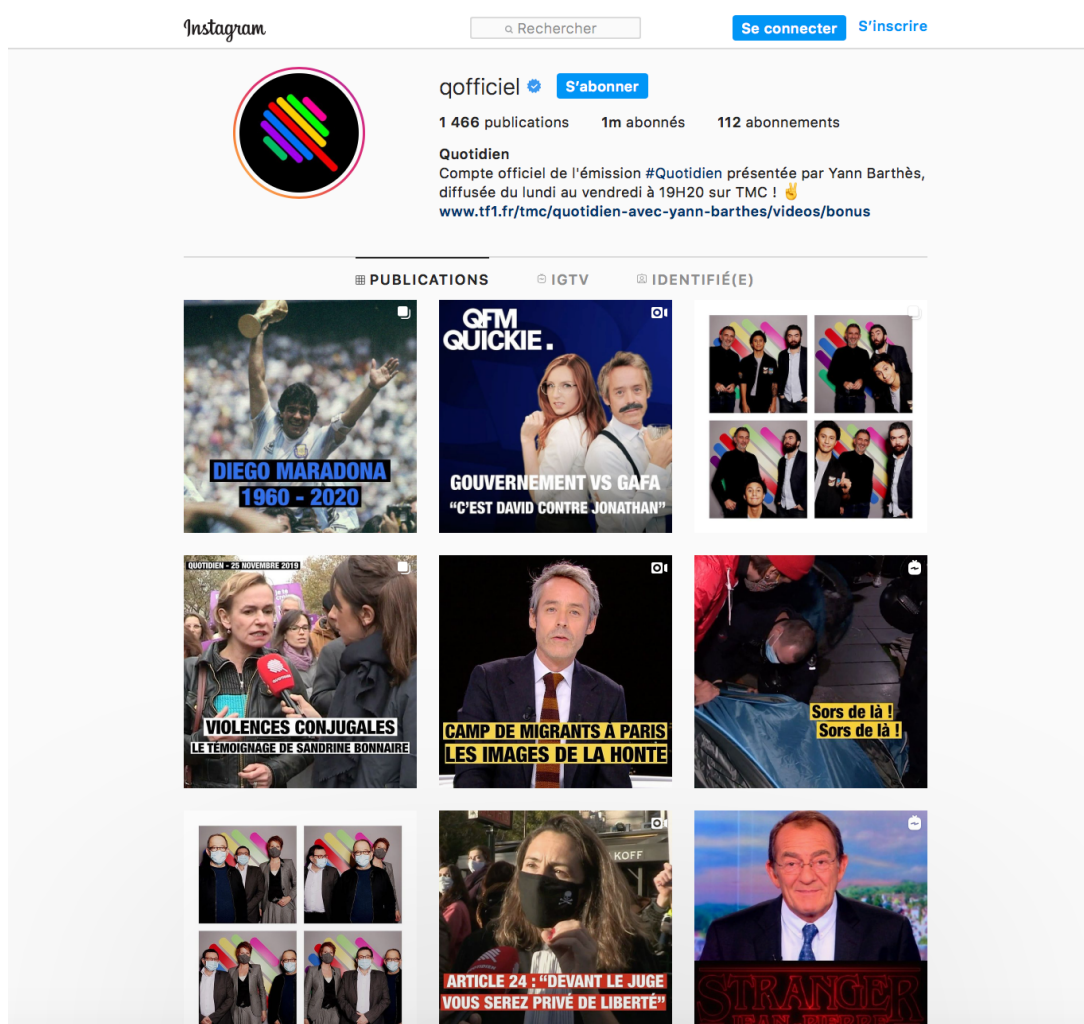 Instagram
Rechercher
Se connecter
S'inscrire
qofficiel
S'abonner
1 466 publications 1m abonnés 112 abonnements
Quotidien
Compte officiel de l'émission #Quotidien présentée par Yann Barthès,
diffusée du lundi au vendredi à 19H20 sur TMC ! ✌
www.tf1.fr/tmc/quotidien-avec-yann-barthes/videos/bonus
PUBLICATIONS
IGTV
IDENTIFIÉ(E)
DIEGO MARADONA
1960 - 2020
QFM
QUICKIE.
GOUVERNEMENT VS GAFA
“C'EST DAVID CONTRE JONATHAN”
QUOTIDIEN - 25 NOVEMBRE 2019
VIOLENCES CONJUGALES
LE TÉMOIGNAGE DE SANDRINE BONNAIRE
CAMP DE MIGRANTS À PARIS
LES IMAGES DE LA HONTE
Sors de là !
Sors de là !
KOFF
ARTICLE 24 : “DEVANT LE JUGE
VOUS SEREZ PRIVÉ DE LIBERTÉ”
STRANGER
JEAN PIERRE